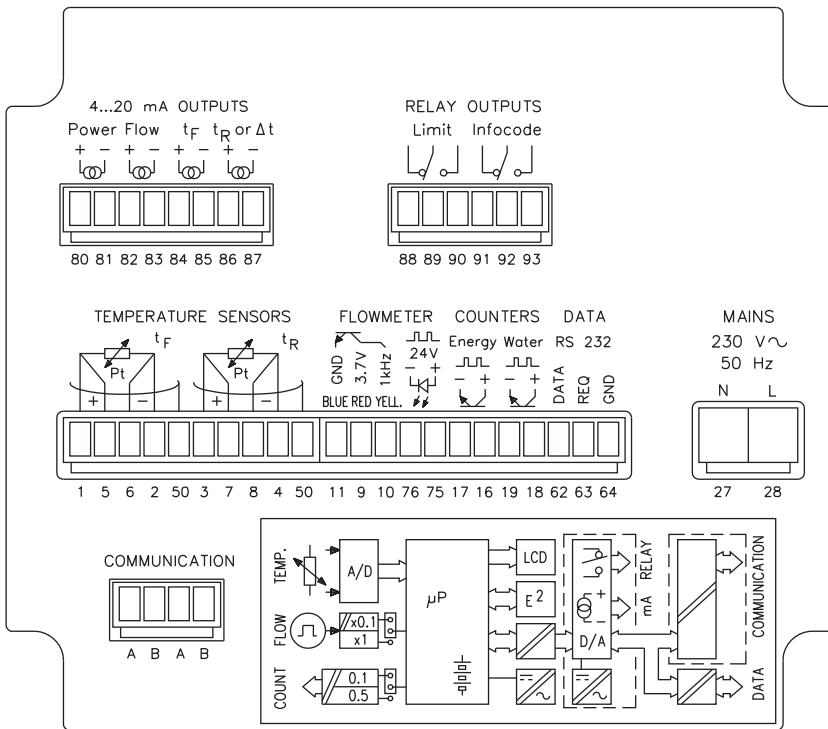 4...20 mA OUTPUTS
Power Flow tF tR or Δt
+ − + − + − + −
80 81 82 83 84 85 86 87
RELAY OUTPUTS
Limit Infocode
88 89 90 91 92 93
TEMPERATURE SENSORS
tF tR
Pt Pt
+ − + −
1 5 6 2 50 3 7 8 4 50
FLOWMETER
GND 3.7V 1kHz
24V
− +
BLUE RED YELL.
11 9 10 76 75
COUNTERS
Energy Water
− + − +
17 16 19 18
DATA
RS 232
DATA REQ GND
62 63 64
MAINS
230 V∿
50 Hz
N L
27 28
COMMUNICATION
A B A B
TEMP.
A/D
FLOW
x0.1
x1
COUNT
0.1
0.5
µP
LCD
E2
RELAY
mA
+
−
D/A
COMMUNICATION
DATA